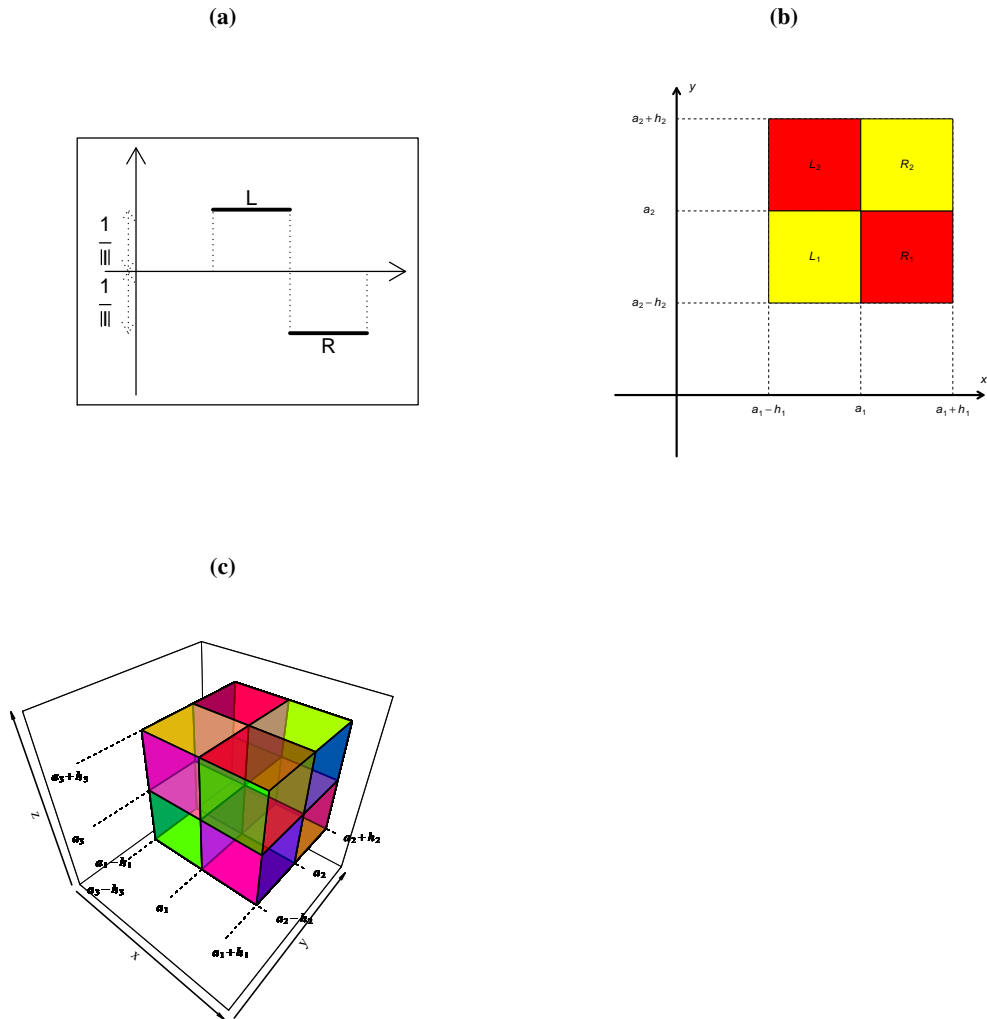 (a)
(b)
L
1
|I|
1
|I|
R
y
a₂+h₂
L₂ R₂
a₂
L₁ R₁
a₂−h₂
x
a₁−h₁ a₁ a₁+h₁
(c)
a₃+h₃
z
a₃
a₁−h₁
a₃−h₃
a₁
x
a₁+h₁
a₂+h₂
a₂
a₂−h₂
y